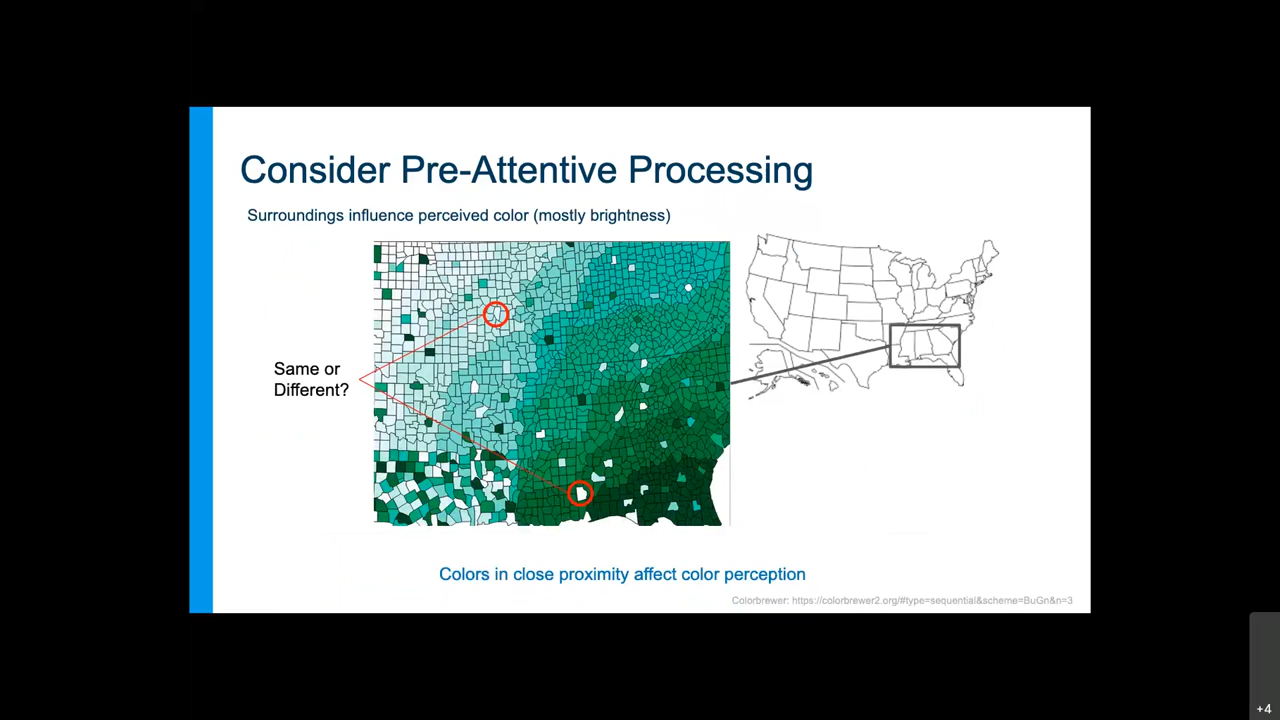 Consider Pre-Attentive Processing
Surroundings influence perceived color (mostly brightness)
Same or
Different?
Colors in close proximity affect color perception
Colorbrewer: https://colorbrewer2.org/#type=sequential&scheme=BuGn&n=3
+4